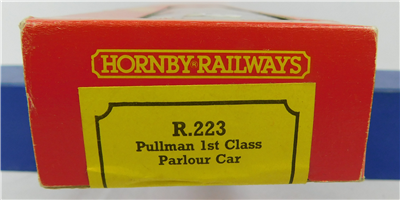 HORNBY RAILWAYS
R.223
Pullman 1st Class
Parlour Car